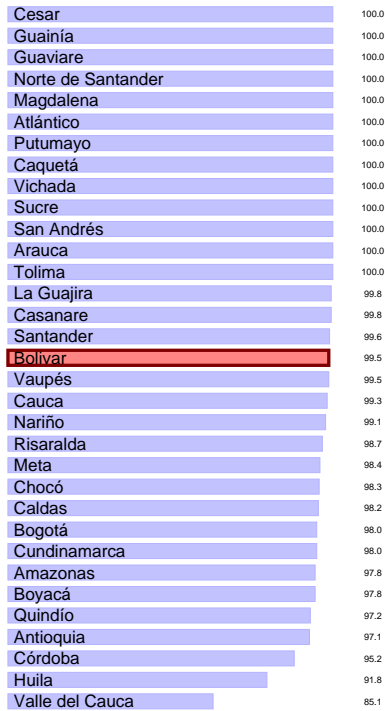 Cesar 100.0
Guainía 100.0
Guaviare 100.0
Norte de Santander 100.0
Magdalena 100.0
Atlántico 100.0
Putumayo 100.0
Caquetá 100.0
Vichada 100.0
Sucre 100.0
San Andrés 100.0
Arauca 100.0
Tolima 100.0
La Guajira 99.8
Casanare 99.8
Santander 99.6
Bolivar 99.5
Vaupés 99.5
Cauca 99.3
Nariño 99.1
Risaralda 98.7
Meta 98.4
Chocó 98.3
Caldas 98.2
Bogotá 98.0
Cundinamarca 98.0
Amazonas 97.8
Boyacá 97.8
Quindío 97.2
Antioquia 97.1
Córdoba 95.2
Huila 91.8
Valle del Cauca 85.1